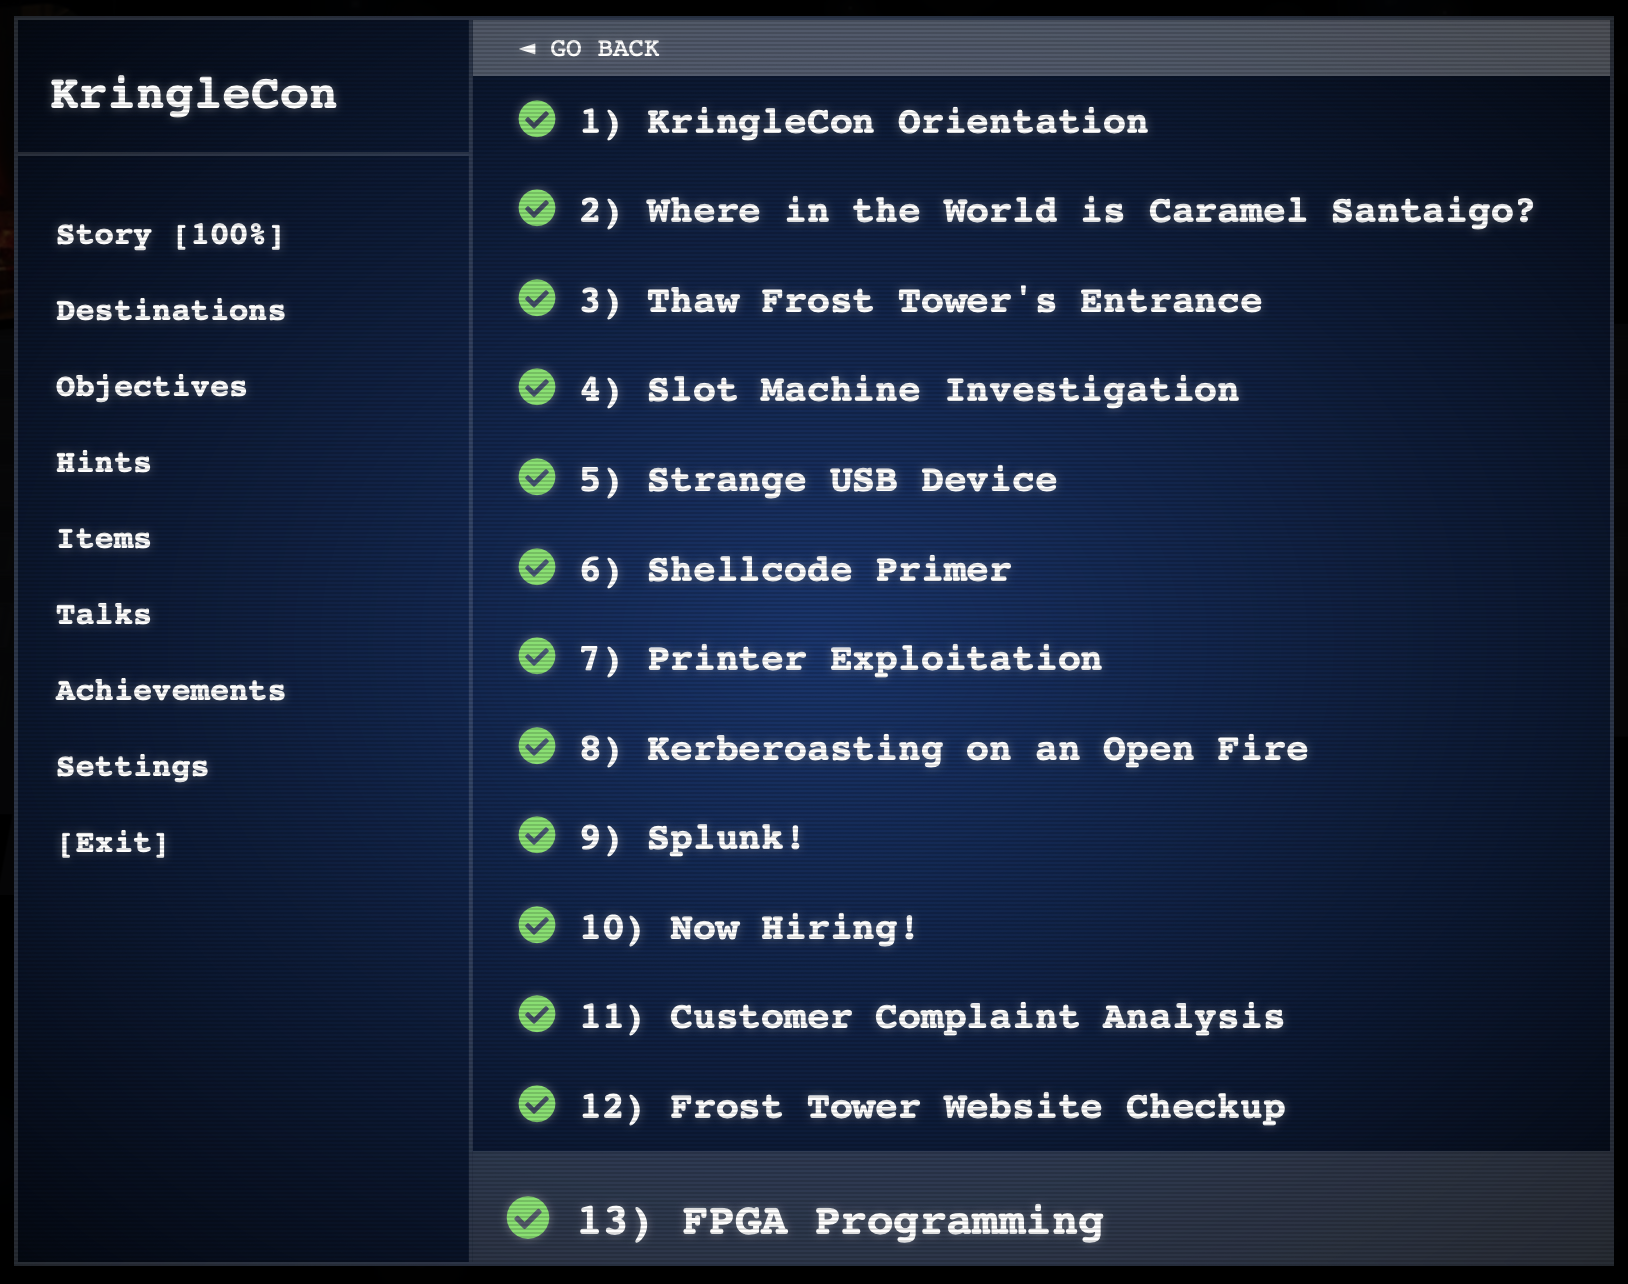 KringleCon
Story [100%]
Destinations
Objectives
Hints
Items
Talks
Achievements
Settings
[Exit]
◄ GO BACK
1) KringleCon Orientation
2) Where in the World is Caramel Santaigo?
3) Thaw Frost Tower's Entrance
4) Slot Machine Investigation
5) Strange USB Device
6) Shellcode Primer
7) Printer Exploitation
8) Kerberoasting on an Open Fire
9) Splunk!
10) Now Hiring!
11) Customer Complaint Analysis
12) Frost Tower Website Checkup
13) FPGA Programming